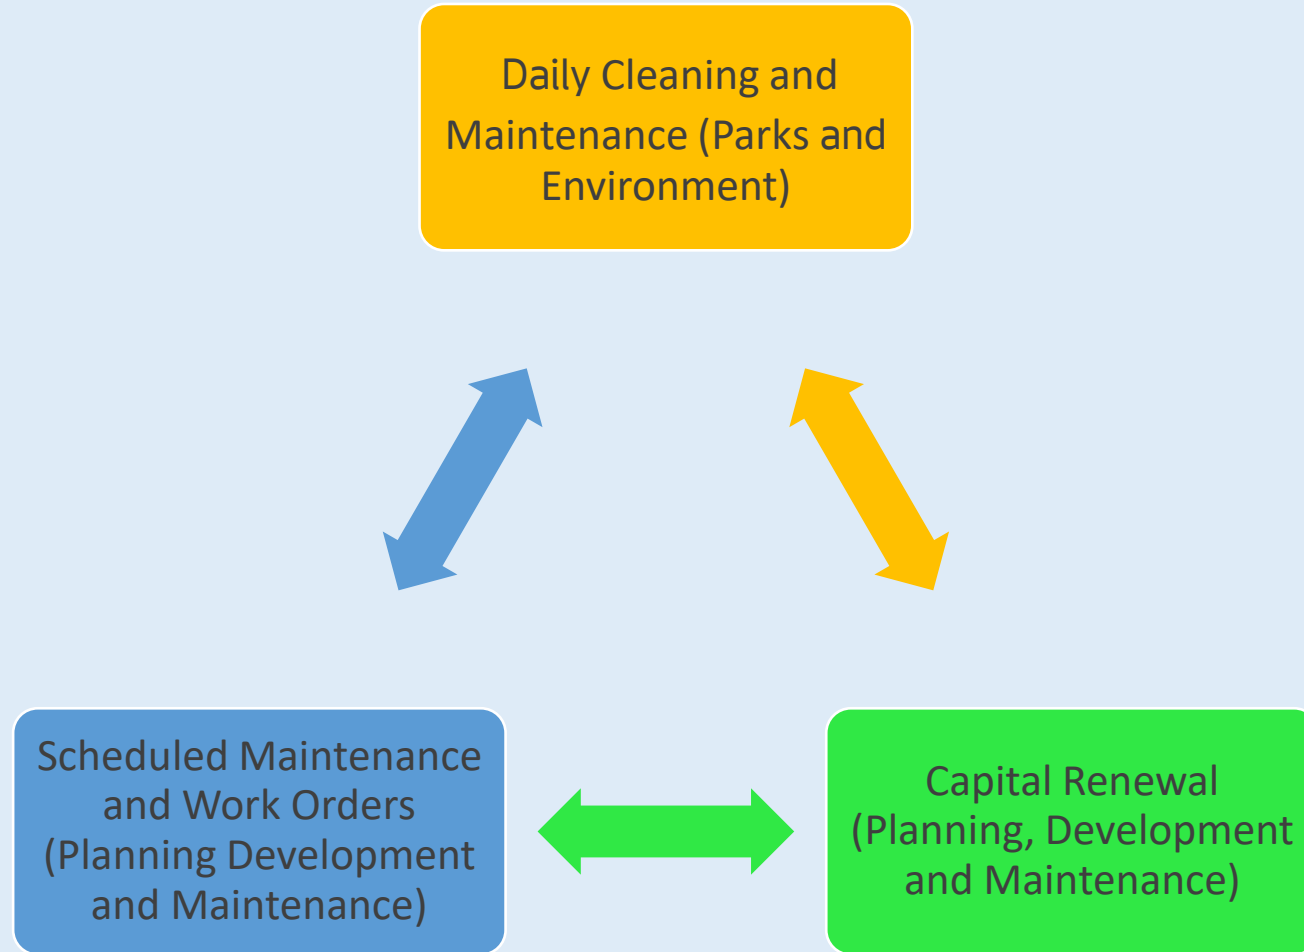 Daily Cleaning and
Maintenance (Parks and
Environment)
Scheduled Maintenance
and Work Orders
(Planning Development
and Maintenance)
Capital Renewal
(Planning, Development
and Maintenance)